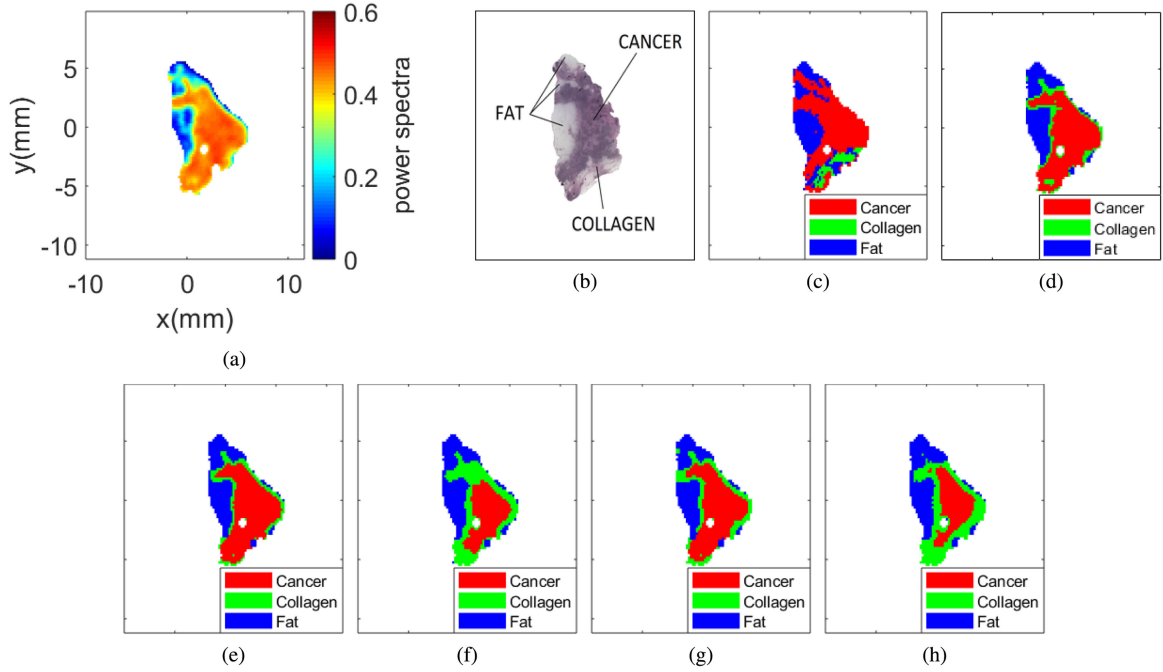 0.6
0.4
0.2
0
power spectra
5
0
-5
-10
y(mm)
-10
0
10
x(mm)
(a)
CANCER
FAT
COLLAGEN
(b)
Cancer
Collagen
Fat
(c)
Cancer
Collagen
Fat
(d)
Cancer
Collagen
Fat
(e)
Cancer
Collagen
Fat
(f)
Cancer
Collagen
Fat
(g)
Cancer
Collagen
Fat
(h)